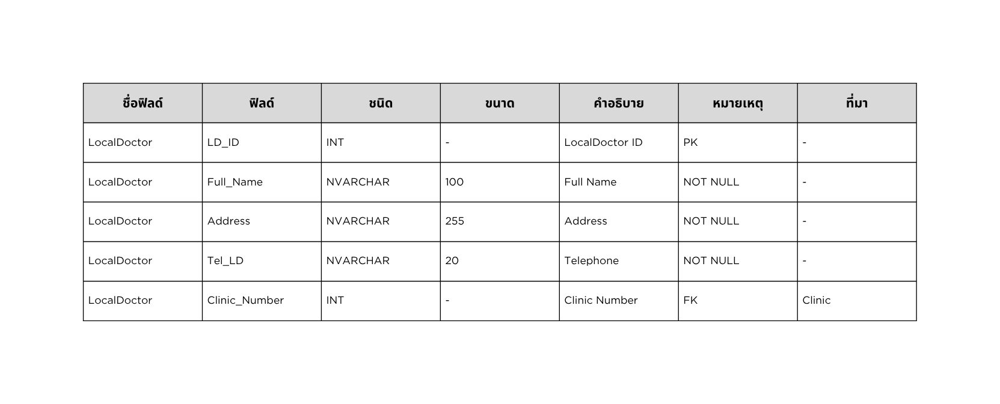 ชื่อฟิลด์ ฟิลด์ ชนิด ขนาด คำอธิบาย หมายเหตุ ที่มา
LocalDoctor LD_ID INT - LocalDoctor ID PK -
LocalDoctor Full_Name NVARCHAR 100 Full Name NOT NULL -
LocalDoctor Address NVARCHAR 255 Address NOT NULL -
LocalDoctor Tel_LD NVARCHAR 20 Telephone NOT NULL -
LocalDoctor Clinic_Number INT - Clinic Number FK Clinic